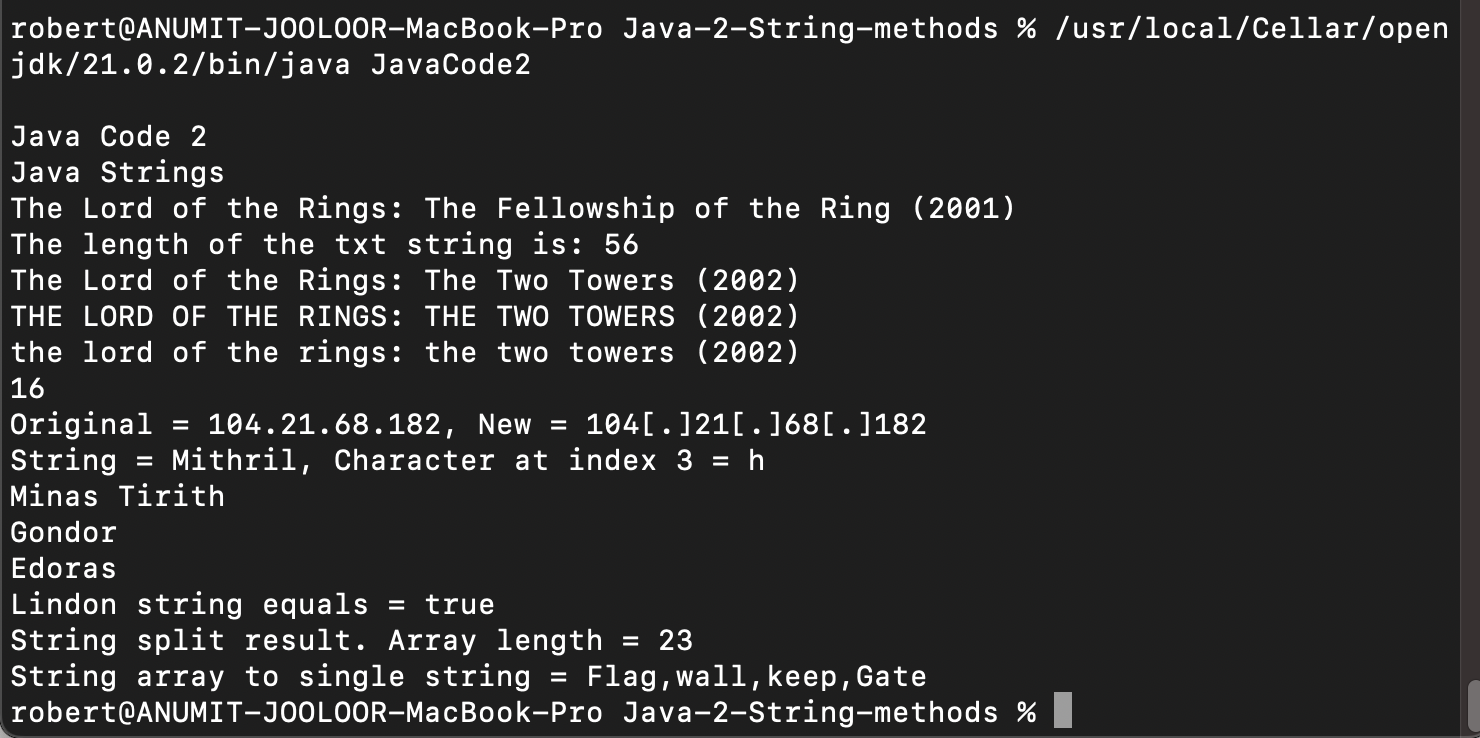 robert@ANUMIT-JOOLOOR-MacBook-Pro Java-2-String-methods % /usr/local/Cellar/open
jdk/21.0.2/bin/java JavaCode2
Java Code 2
Java Strings
The Lord of the Rings: The Fellowship of the Ring (2001)
The length of the txt string is: 56
The Lord of the Rings: The Two Towers (2002)
THE LORD OF THE RINGS: THE TWO TOWERS (2002)
the lord of the rings: the two towers (2002)
16
Original = 104.21.68.182, New = 104[.]21[.]68[.]182
String = Mithril, Character at index 3 = h
Minas Tirith
Gondor
Edoras
Lindon string equals = true
String split result. Array length = 23
String array to single string = Flag,wall,keep,Gate
robert@ANUMIT-JOOLOOR-MacBook-Pro Java-2-String-methods %